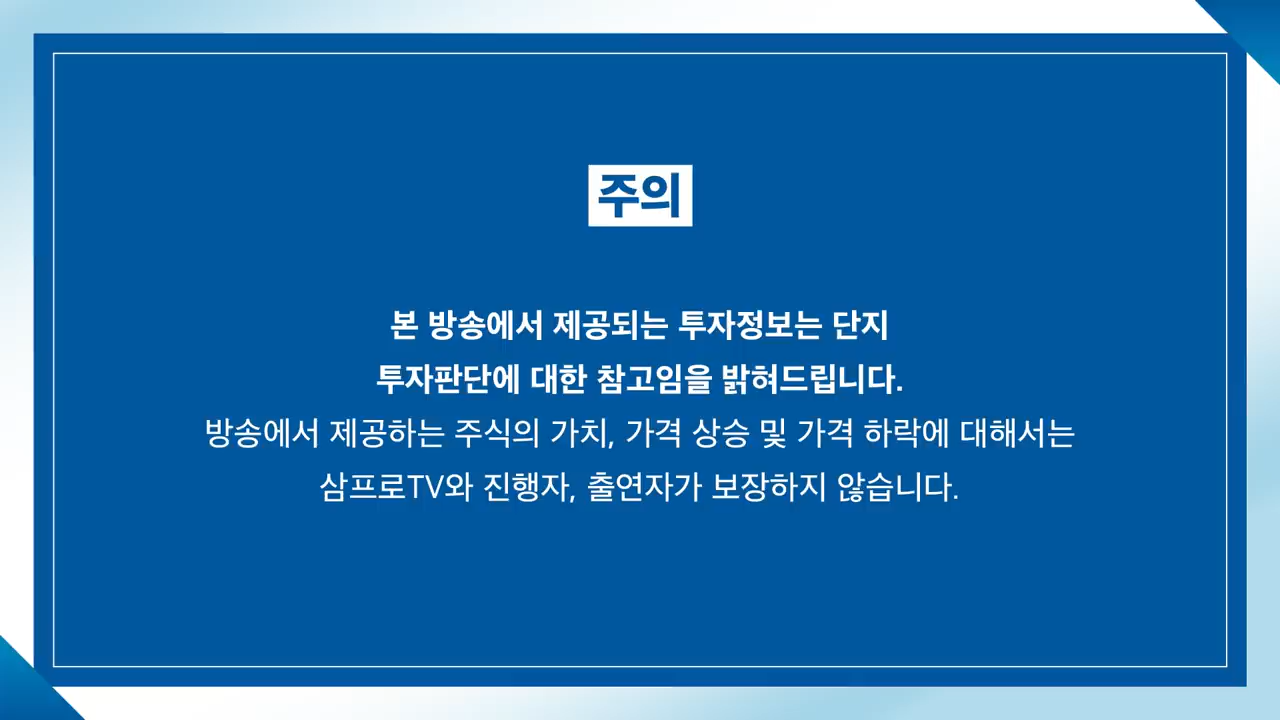 주의
본 방송에서 제공되는 투자정보는 단지
투자판단에 대한 참고임을 밝혀드립니다.
방송에서 제공하는 주식의 가치, 가격 상승 및 가격 하락에 대해서는
삼프로TV와 진행자, 출연자가 보장하지 않습니다.